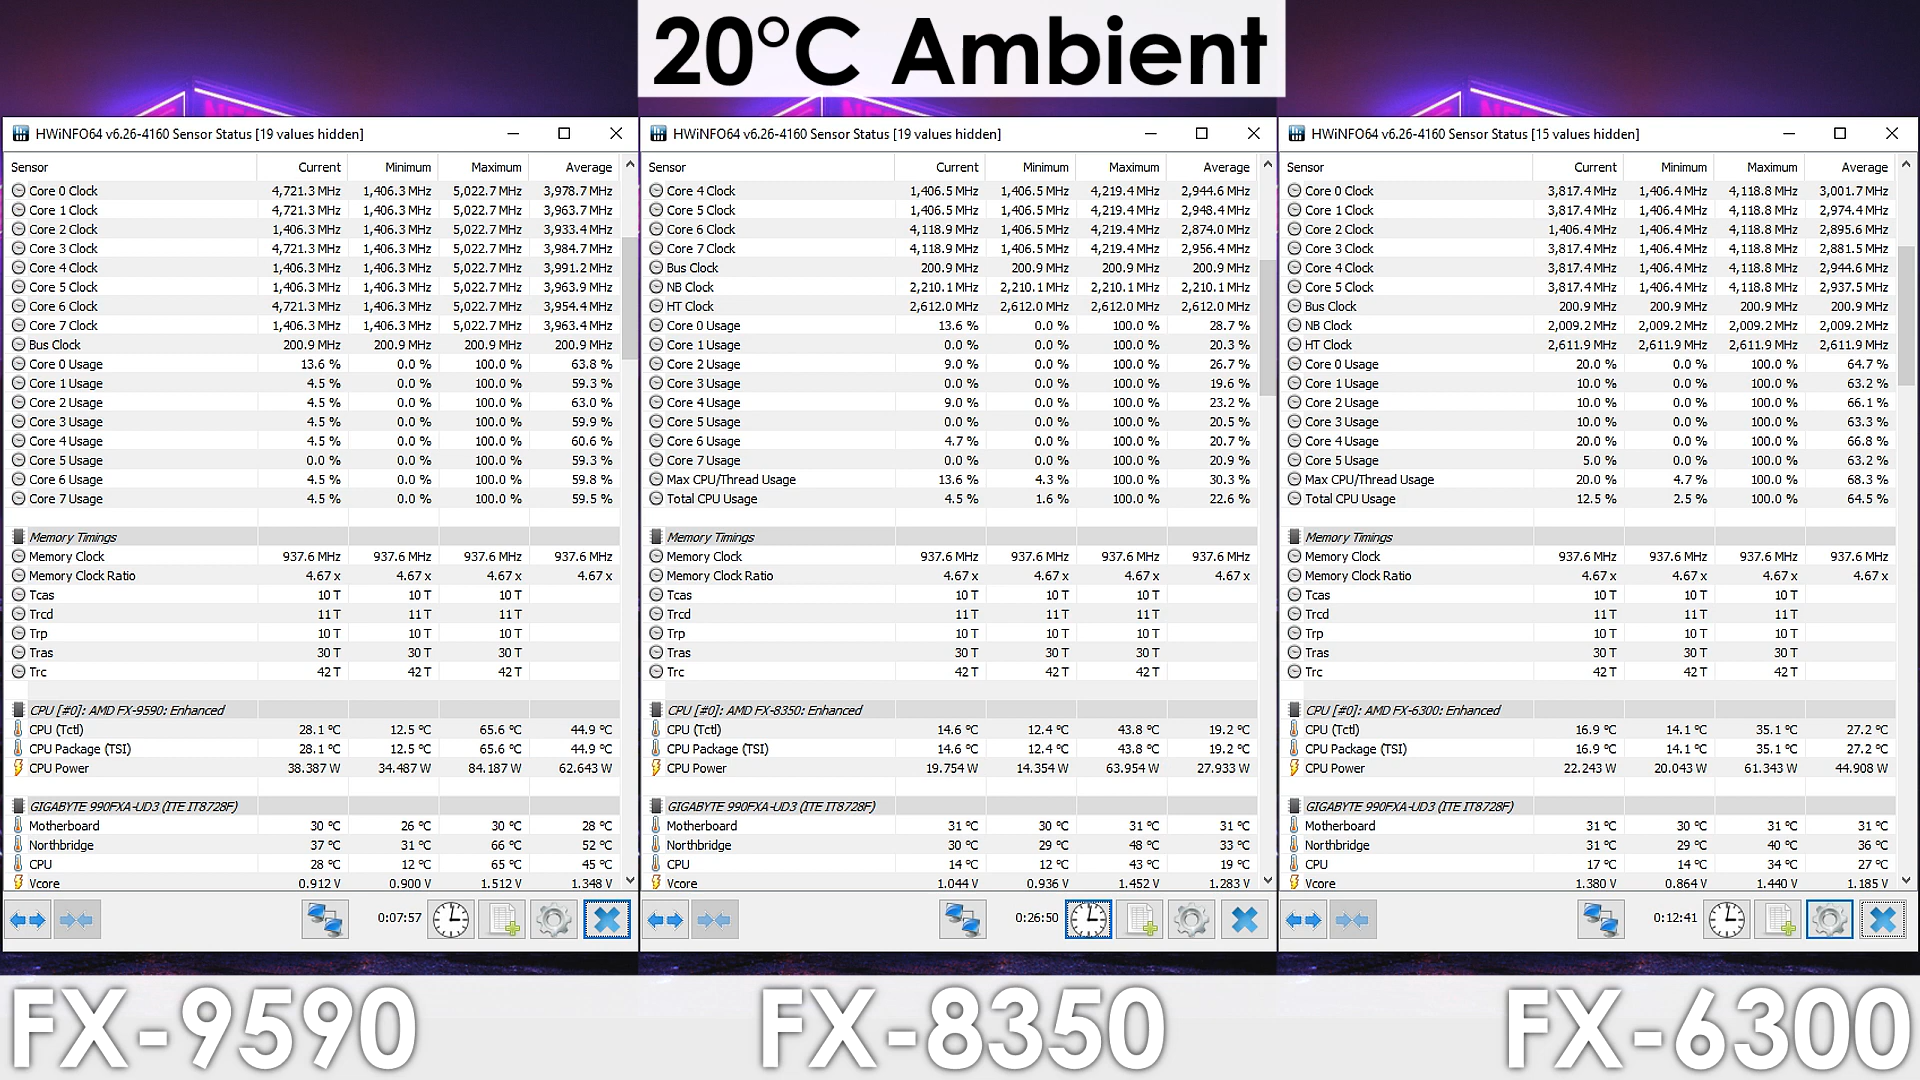 20°C Ambient
HWiNFO64 v6.26-4160 Sensor Status [19 values hidden]
Sensor Current Minimum Maximum Average
Core 0 Clock 4,721.3 MHz 1,406.3 MHz 5,022.7 MHz 3,978.7 MHz
Core 1 Clock 4,721.3 MHz 1,406.3 MHz 5,022.7 MHz 3,963.7 MHz
Core 2 Clock 1,406.3 MHz 1,406.3 MHz 5,022.7 MHz 3,933.4 MHz
Core 3 Clock 4,721.3 MHz 1,406.3 MHz 5,022.7 MHz 3,984.7 MHz
Core 4 Clock 1,406.3 MHz 1,406.3 MHz 5,022.7 MHz 3,991.2 MHz
Core 5 Clock 1,406.3 MHz 1,406.3 MHz 5,022.7 MHz 3,963.9 MHz
Core 6 Clock 4,721.3 MHz 1,406.3 MHz 5,022.7 MHz 3,954.4 MHz
Core 7 Clock 1,406.3 MHz 1,406.3 MHz 5,022.7 MHz 3,963.4 MHz
Bus Clock 200.9 MHz 200.9 MHz 200.9 MHz 200.9 MHz
Core 0 Usage 13.6 % 0.0 % 100.0 % 63.8 %
Core 1 Usage 4.5 % 0.0 % 100.0 % 59.3 %
Core 2 Usage 4.5 % 0.0 % 100.0 % 63.0 %
Core 3 Usage 4.5 % 0.0 % 100.0 % 59.9 %
Core 4 Usage 4.5 % 0.0 % 100.0 % 60.6 %
Core 5 Usage 0.0 % 0.0 % 100.0 % 59.3 %
Core 6 Usage 4.5 % 0.0 % 100.0 % 59.8 %
Core 7 Usage 4.5 % 0.0 % 100.0 % 59.5 %
Memory Timings
Memory Clock 937.6 MHz 937.6 MHz 937.6 MHz 937.6 MHz
Memory Clock Ratio 4.67 x 4.67 x 4.67 x 4.67 x
Tcas 10 T 10 T 10 T
Trcd 11 T 11 T 11 T
Trp 10 T 10 T 10 T
Tras 30 T 30 T 30 T
Trc 42 T 42 T 42 T
CPU [#0]: AMD FX-9590: Enhanced
CPU (Tctl) 28.1 °C 12.5 °C 65.6 °C 44.9 °C
CPU Package (TSI) 28.1 °C 12.5 °C 65.6 °C 44.9 °C
CPU Power 38.387 W 34.487 W 84.187 W 62.643 W
GIGABYTE 990FXA-UD3 (ITE IT8728F)
Motherboard 30 °C 26 °C 30 °C 28 °C
Northbridge 37 °C 31 °C 66 °C 52 °C
CPU 28 °C 12 °C 65 °C 45 °C
Vcore 0.912 V 0.900 V 1.512 V 1.348 V
0:07:57
FX-9590
HWiNFO64 v6.26-4160 Sensor Status [19 values hidden]
Sensor Current Minimum Maximum Average
Core 4 Clock 1,406.5 MHz 1,406.5 MHz 4,219.4 MHz 2,944.6 MHz
Core 5 Clock 1,406.5 MHz 1,406.5 MHz 4,219.4 MHz 2,948.4 MHz
Core 6 Clock 4,118.9 MHz 1,406.5 MHz 4,219.4 MHz 2,874.0 MHz
Core 7 Clock 4,118.9 MHz 1,406.5 MHz 4,219.4 MHz 2,956.4 MHz
Bus Clock 200.9 MHz 200.9 MHz 200.9 MHz 200.9 MHz
NB Clock 2,210.1 MHz 2,210.1 MHz 2,210.1 MHz 2,210.1 MHz
HT Clock 2,612.0 MHz 2,612.0 MHz 2,612.0 MHz 2,612.0 MHz
Core 0 Usage 13.6 % 0.0 % 100.0 % 28.7 %
Core 1 Usage 0.0 % 0.0 % 100.0 % 20.3 %
Core 2 Usage 9.0 % 0.0 % 100.0 % 26.7 %
Core 3 Usage 0.0 % 0.0 % 100.0 % 19.6 %
Core 4 Usage 9.0 % 0.0 % 100.0 % 23.2 %
Core 5 Usage 0.0 % 0.0 % 100.0 % 20.5 %
Core 6 Usage 4.7 % 0.0 % 100.0 % 20.7 %
Core 7 Usage 0.0 % 0.0 % 100.0 % 20.9 %
Max CPU/Thread Usage 13.6 % 4.3 % 100.0 % 30.3 %
Total CPU Usage 4.5 % 1.6 % 100.0 % 22.6 %
Memory Timings
Memory Clock 937.6 MHz 937.6 MHz 937.6 MHz 937.6 MHz
Memory Clock Ratio 4.67 x 4.67 x 4.67 x 4.67 x
Tcas 10 T 10 T 10 T
Trcd 11 T 11 T 11 T
Trp 10 T 10 T 10 T
Tras 30 T 30 T 30 T
Trc 42 T 42 T 42 T
CPU [#0]: AMD FX-8350: Enhanced
CPU (Tctl) 14.6 °C 12.4 °C 43.8 °C 19.2 °C
CPU Package (TSI) 14.6 °C 12.4 °C 43.8 °C 19.2 °C
CPU Power 19.754 W 14.354 W 63.954 W 27.933 W
GIGABYTE 990FXA-UD3 (ITE IT8728F)
Motherboard 31 °C 30 °C 31 °C 31 °C
Northbridge 30 °C 29 °C 48 °C 33 °C
CPU 14 °C 12 °C 43 °C 19 °C
Vcore 1.044 V 0.936 V 1.452 V 1.283 V
0:26:50
FX-8350
HWiNFO64 v6.26-4160 Sensor Status [15 values hidden]
Sensor Current Minimum Maximum Average
Core 0 Clock 3,817.4 MHz 1,406.4 MHz 4,118.8 MHz 3,001.7 MHz
Core 1 Clock 3,817.4 MHz 1,406.4 MHz 4,118.8 MHz 2,974.4 MHz
Core 2 Clock 1,406.4 MHz 1,406.4 MHz 4,118.8 MHz 2,895.6 MHz
Core 3 Clock 3,817.4 MHz 1,406.4 MHz 4,118.8 MHz 2,881.5 MHz
Core 4 Clock 3,817.4 MHz 1,406.4 MHz 4,118.8 MHz 2,944.6 MHz
Core 5 Clock 3,817.4 MHz 1,406.4 MHz 4,118.8 MHz 2,937.5 MHz
Bus Clock 200.9 MHz 200.9 MHz 200.9 MHz 200.9 MHz
NB Clock 2,009.2 MHz 2,009.2 MHz 2,009.2 MHz 2,009.2 MHz
HT Clock 2,611.9 MHz 2,611.9 MHz 2,611.9 MHz 2,611.9 MHz
Core 0 Usage 20.0 % 0.0 % 100.0 % 64.7 %
Core 1 Usage 10.0 % 0.0 % 100.0 % 63.2 %
Core 2 Usage 10.0 % 0.0 % 100.0 % 66.1 %
Core 3 Usage 10.0 % 0.0 % 100.0 % 63.3 %
Core 4 Usage 20.0 % 0.0 % 100.0 % 66.8 %
Core 5 Usage 5.0 % 0.0 % 100.0 % 63.2 %
Max CPU/Thread Usage 20.0 % 4.7 % 100.0 % 68.3 %
Total CPU Usage 12.5 % 2.5 % 100.0 % 64.5 %
Memory Timings
Memory Clock 937.6 MHz 937.6 MHz 937.6 MHz 937.6 MHz
Memory Clock Ratio 4.67 x 4.67 x 4.67 x 4.67 x
Tcas 10 T 10 T 10 T
Trcd 11 T 11 T 11 T
Trp 10 T 10 T 10 T
Tras 30 T 30 T 30 T
Trc 42 T 42 T 42 T
CPU [#0]: AMD FX-6300: Enhanced
CPU (Tctl) 16.9 °C 14.1 °C 35.1 °C 27.2 °C
CPU Package (TSI) 16.9 °C 14.1 °C 35.1 °C 27.2 °C
CPU Power 22.243 W 20.043 W 61.343 W 44.908 W
GIGABYTE 990FXA-UD3 (ITE IT8728F)
Motherboard 31 °C 30 °C 31 °C 31 °C
Northbridge 31 °C 29 °C 40 °C 36 °C
CPU 17 °C 14 °C 34 °C 27 °C
Vcore 1.380 V 0.864 V 1.440 V 1.185 V
0:12:41
FX-6300